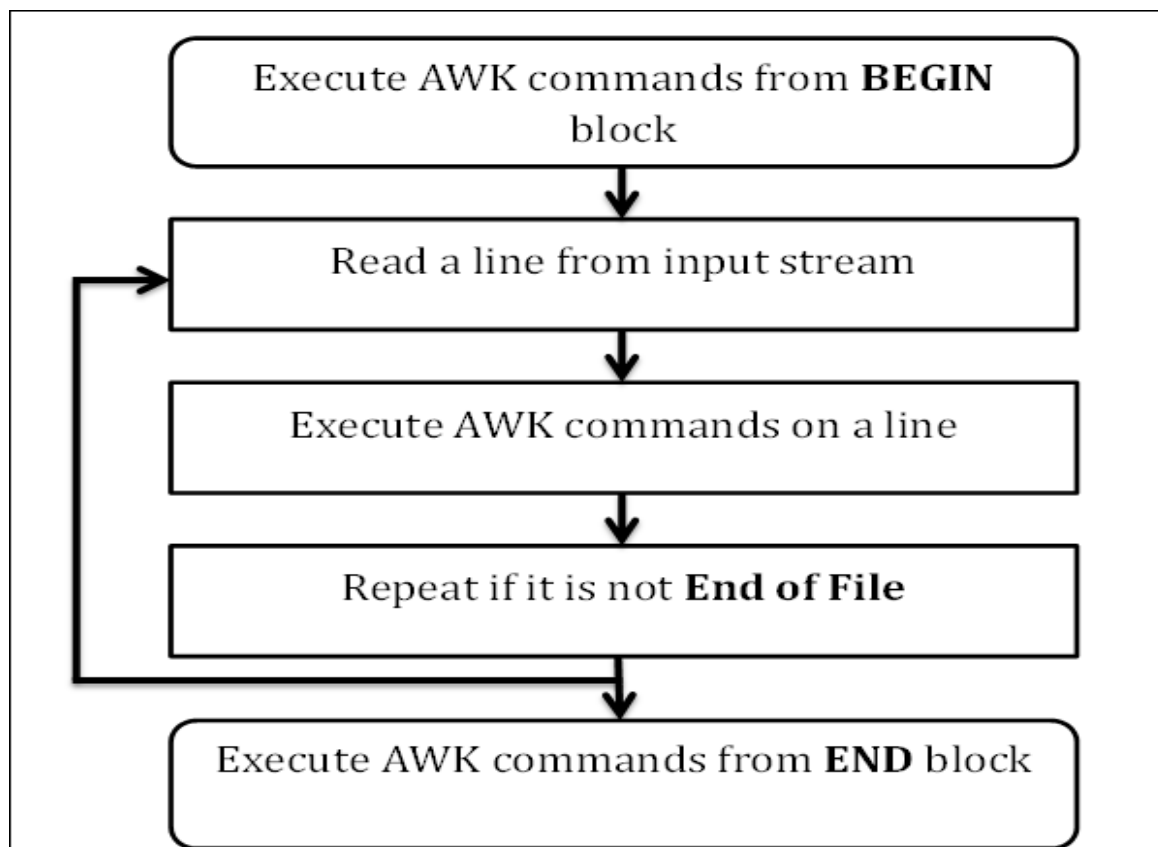 Execute AWK commands from BEGIN
block
Read a line from input stream
Execute AWK commands on a line
Repeat if it is not End of File
Execute AWK commands from END block